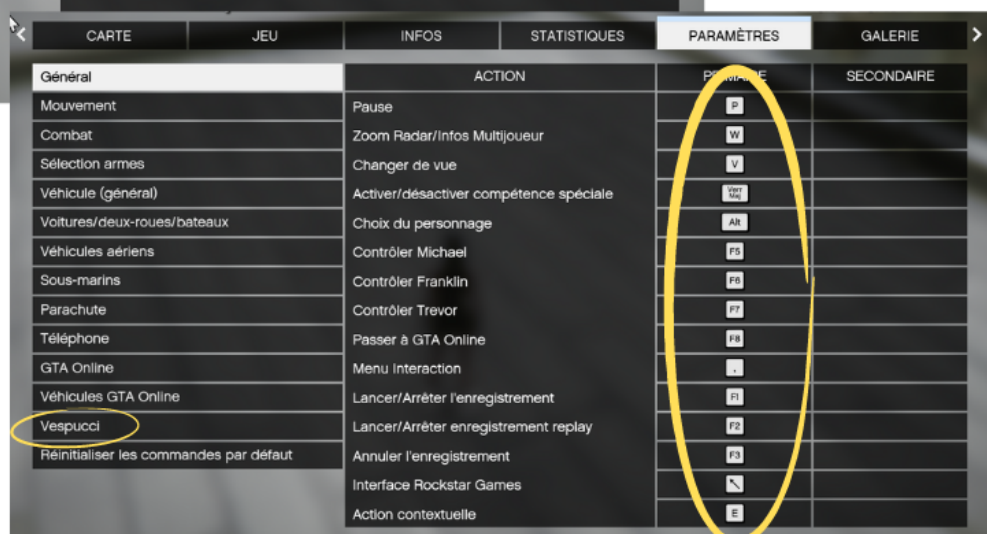 CARTE JEU INFOS STATISTIQUES PARAMÈTRES GALERIE
Général ACTION SECONDAIRE
Mouvement Pause P
Combat Zoom Radar/Infos Multijoueur W
Sélection armes Changer de vue V
Véhicule (général) Activer/désactiver compétence spéciale Verr Maj
Voitures/deux-roues/bateaux Choix du personnage Alt
Véhicules aériens Contrôler Michael F5
Sous-marins Contrôler Franklin F6
Parachute Contrôler Trevor F7
Téléphone Passer à GTA Online F8
GTA Online Menu Interaction .
Véhicules GTA Online Lancer/Arrêter l'enregistrement F1
Vespucci Lancer/Arrêter enregistrement replay F2
Réinitialiser les commandes par défaut Annuler l'enregistrement F3
Interface Rockstar Games
Action contextuelle E